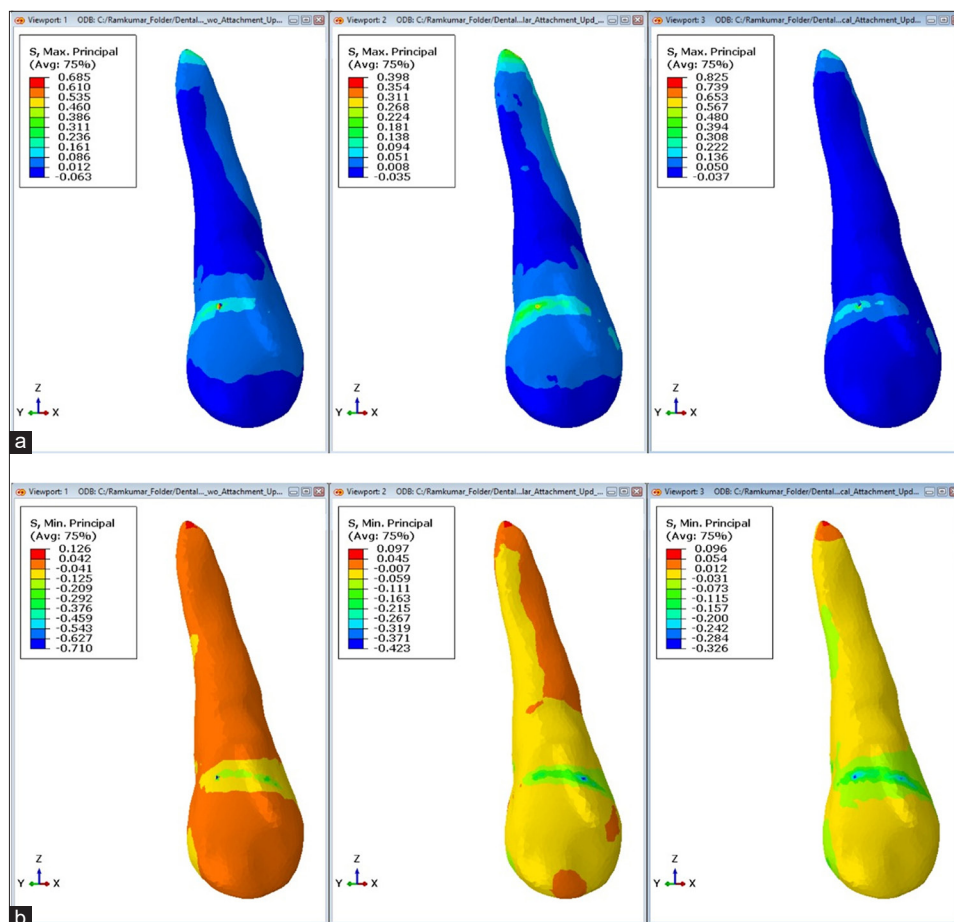 Viewport: 1 ODB: C:/Ramkumar_Folder/Dental..._wo_Attachment_Up...
S, Max. Principal
(Avg: 75%)
0.685
0.610
0.535
0.460
0.386
0.311
0.236
0.161
0.086
0.012
-0.063
Z
Y
X
Viewport: 2 ODB: C:/Ramkumar_Folder/Dental...lar_Attachment_Upd_...
S, Max. Principal
(Avg: 75%)
0.398
0.354
0.311
0.268
0.224
0.181
0.138
0.094
0.051
0.008
-0.035
Z
Y
X
Viewport: 3 ODB: C:/Ramkumar_Folder/Dental...cal_Attachment_Upd...
S, Max. Principal
(Avg: 75%)
0.825
0.739
0.653
0.567
0.480
0.394
0.308
0.222
0.136
0.050
-0.037
Z
Y
X
a
Viewport: 1 ODB: C:/Ramkumar_Folder/Dental..._wo_Attachment_Up...
S, Min. Principal
(Avg: 75%)
0.126
0.042
-0.041
-0.125
-0.209
-0.292
-0.376
-0.459
-0.543
-0.627
-0.710
Z
Y
X
Viewport: 2 ODB: C:/Ramkumar_Folder/Dental...lar_Attachment_Upd_...
S, Min. Principal
(Avg: 75%)
0.097
0.045
-0.007
-0.059
-0.111
-0.163
-0.215
-0.267
-0.319
-0.371
-0.423
Z
Y
X
Viewport: 3 ODB: C:/Ramkumar_Folder/Dental...cal_Attachment_Upd...
S, Min. Principal
(Avg: 75%)
0.096
0.054
0.012
-0.031
-0.073
-0.115
-0.157
-0.200
-0.242
-0.284
-0.326
Z
Y
X
b